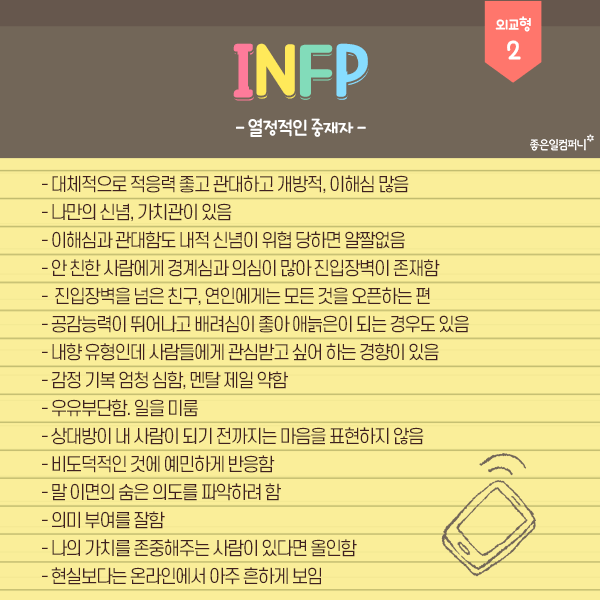 외교형
2
INFP
- 열정적인 중재자 -
좋은일컴퍼니
- 대체적으로 적응력 좋고 관대하고 개방적, 이해심 많음
- 나만의 신념, 가치관이 있음
- 이해심과 관대함도 내적 신념이 위협 당하면 얄짤없음
- 안 친한 사람에게 경계심과 의심이 많아 진입장벽이 존재함
- 진입장벽을 넘은 친구, 연인에게는 모든 것을 오픈하는 편
- 공감능력이 뛰어나고 배려심이 좋아 애늙은이 되는 경우도 있음
- 내향 유형인데 사람들에게 관심받고 싶어 하는 경향이 있음
- 감정 기복 엄청 심함, 멘탈 제일 약함
- 우유부단함. 일을 미룸
- 상대방이 내 사람이 되기 전까지는 마음을 표현하지 않음
- 비도덕적인 것에 예민하게 반응함
- 말 이면의 숨은 의도를 파악하려 함
- 의미 부여를 잘함
- 나의 가치를 존중해주는 사람이 있다면 올인함
- 현실보다는 온라인에서 아주 흔하게 보임